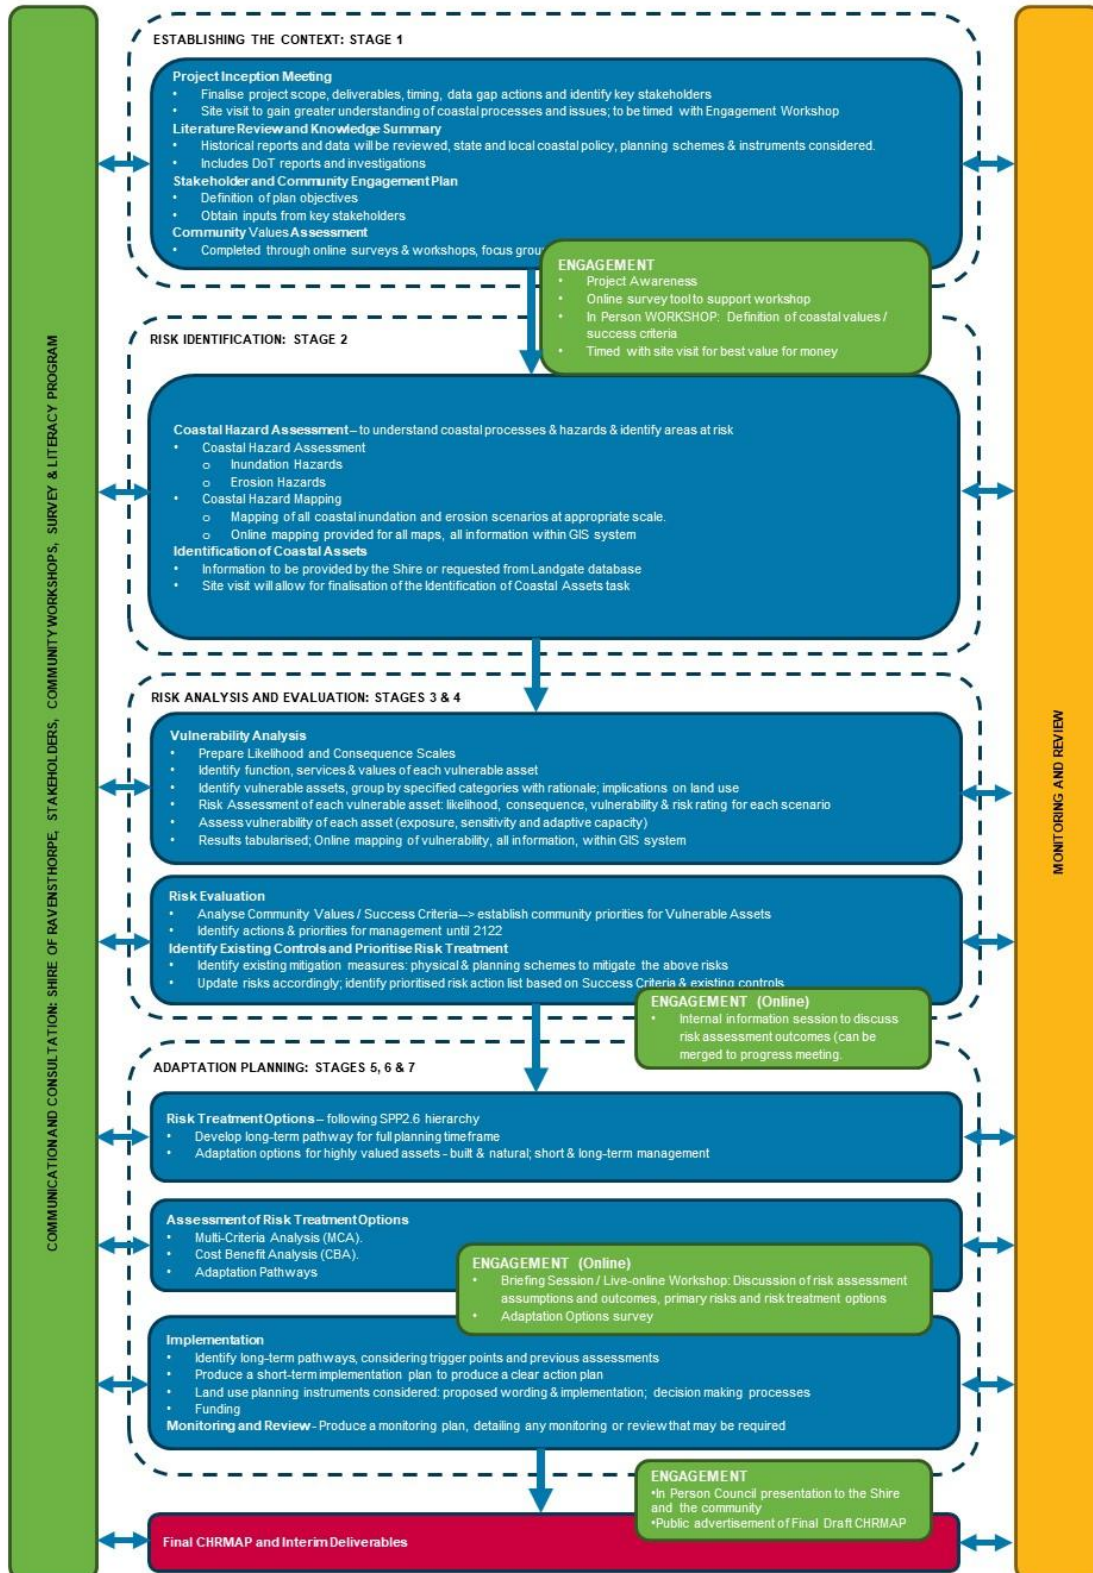 COMMUNICATION AND CONSULTATION: SHIRE OF RAVENSTHORPE, STAKEHOLDERS, COMMUNITY WORKSHOPS, SURVEY & LITERACY PROGRAM
ESTABLISHING THE CONTEXT: STAGE 1
Project Inception Meeting
• Finalise project scope, deliverables, timing, data gap actions and identify key stakeholders
• Site visit to gain greater understanding of coastal processes and issues; to be timed with Engagement Workshop
Literature Review and Knowledge Summary
• Historical reports and data will be reviewed, state and local coastal policy, planning schemes & instruments considered.
• Includes DoT reports and investigations
Stakeholder and Community Engagement Plan
• Definition of plan objectives
• Obtain inputs from key stakeholders
Community Values Assessment
• Completed through online surveys & workshops, focus
ENGAGEMENT
• Project Awareness
• Online survey tool to support workshop
• In Person WORKSHOP: Definition of coastal values /
success criteria
• Timed with site visit for best value for money
RISK IDENTIFICATION: STAGE 2
Coastal Hazard Assessment – to understand coastal processes & hazards & identify areas at risk
• Coastal Hazard Assessment
o Inundation Hazards
o Erosion Hazards
• Coastal Hazard Mapping
o Mapping of all coastal inundation and erosion scenarios at appropriate scale.
o Online mapping provided for all maps, all information within GIS system
Identification of Coastal Assets
• Information to be provided by the Shire or requested from Landgate database
• Site visit will allow for finalisation of the Identification of Coastal Assets task
RISK ANALYSIS AND EVALUATION: STAGES 3 & 4
Vulnerability Analysis
• Prepare Likelihood and Consequence Scales
• Identify function, services & values of each vulnerable asset
• Identify vulnerable assets, group by specified categories with rationale; implications on land use
• Risk Assessment of each vulnerable asset: likelihood, consequence, vulnerability & risk rating for each scenario
• Assess vulnerability of each asset (exposure, sensitivity and adaptive capacity)
• Results tabularised; Online mapping of vulnerability, all information, within GIS system
Risk Evaluation
• Analyse Community Values / Success Criteria—> establish community priorities for Vulnerable Assets
• Identify actions & priorities for management until 2122
Identify Existing Controls and Prioritise Risk Treatment
• Identify existing mitigation measures: physical & planning schemes to mitigate the above risks
• Update risks accordingly; identify prioritised risk action list based on Success Criteria & existing controls
ENGAGEMENT (Online)
• Internal information session to discuss
risk assessment outcomes (can be
merged to progress meeting.
ADAPTATION PLANNING: STAGES 5, 6 & 7
Risk Treatment Options – following SPP2.6 hierarchy
• Develop long-term pathway for full planning timeframe
• Adaptation options for highly valued assets - built & natural; short & long-term management
Assessment of Risk Treatment Options
• Multi-Criteria Analysis (MCA).
• Cost Benefit Analysis (CBA).
• Adaptation Pathways
ENGAGEMENT (Online)
• Briefing Session / Live-online Workshop: Discussion of risk assessment
assumptions and outcomes, primary risks and risk treatment options
• Adaptation Options survey
Implementation
• Identify long-term pathways, considering trigger points and previous assessments
• Produce a short-term implementation plan to produce a clear action plan
• Land use planning instruments considered: proposed wording & implementation; decision making processes
• Funding
Monitoring and Review - Produce a monitoring plan, detailing any monitoring or review that may be required
ENGAGEMENT
•In Person Council presentation to the Shire
and the community
•Public advertisement of Final Draft CHRMAP
Final CHRMAP and Interim Deliverables
MONITORING AND REVIEW